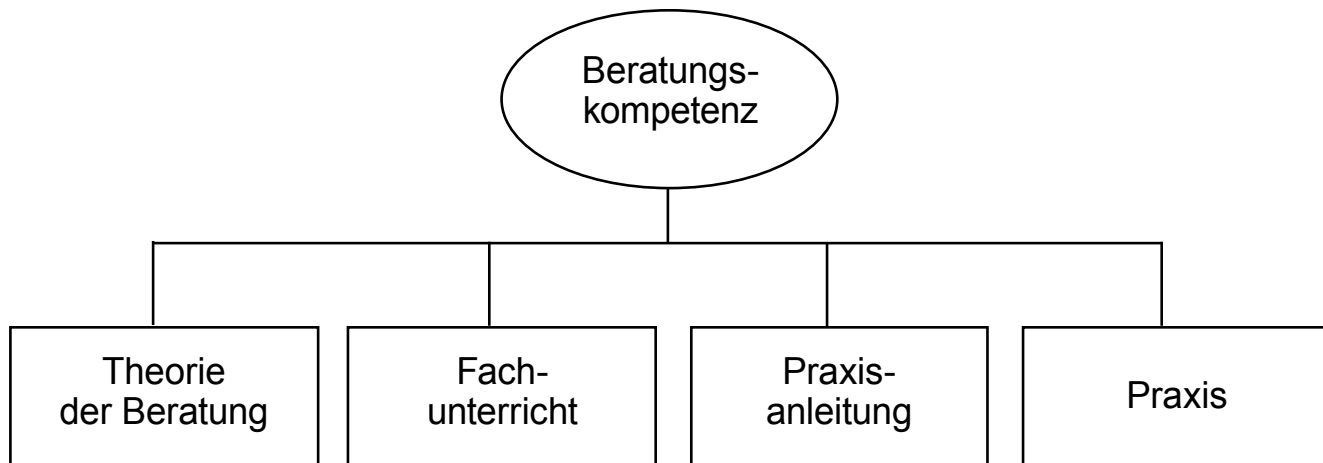 Beratungs-
kompetenz
Theorie
der Beratung
Fach-
unterricht
Praxis-
anleitung
Praxis